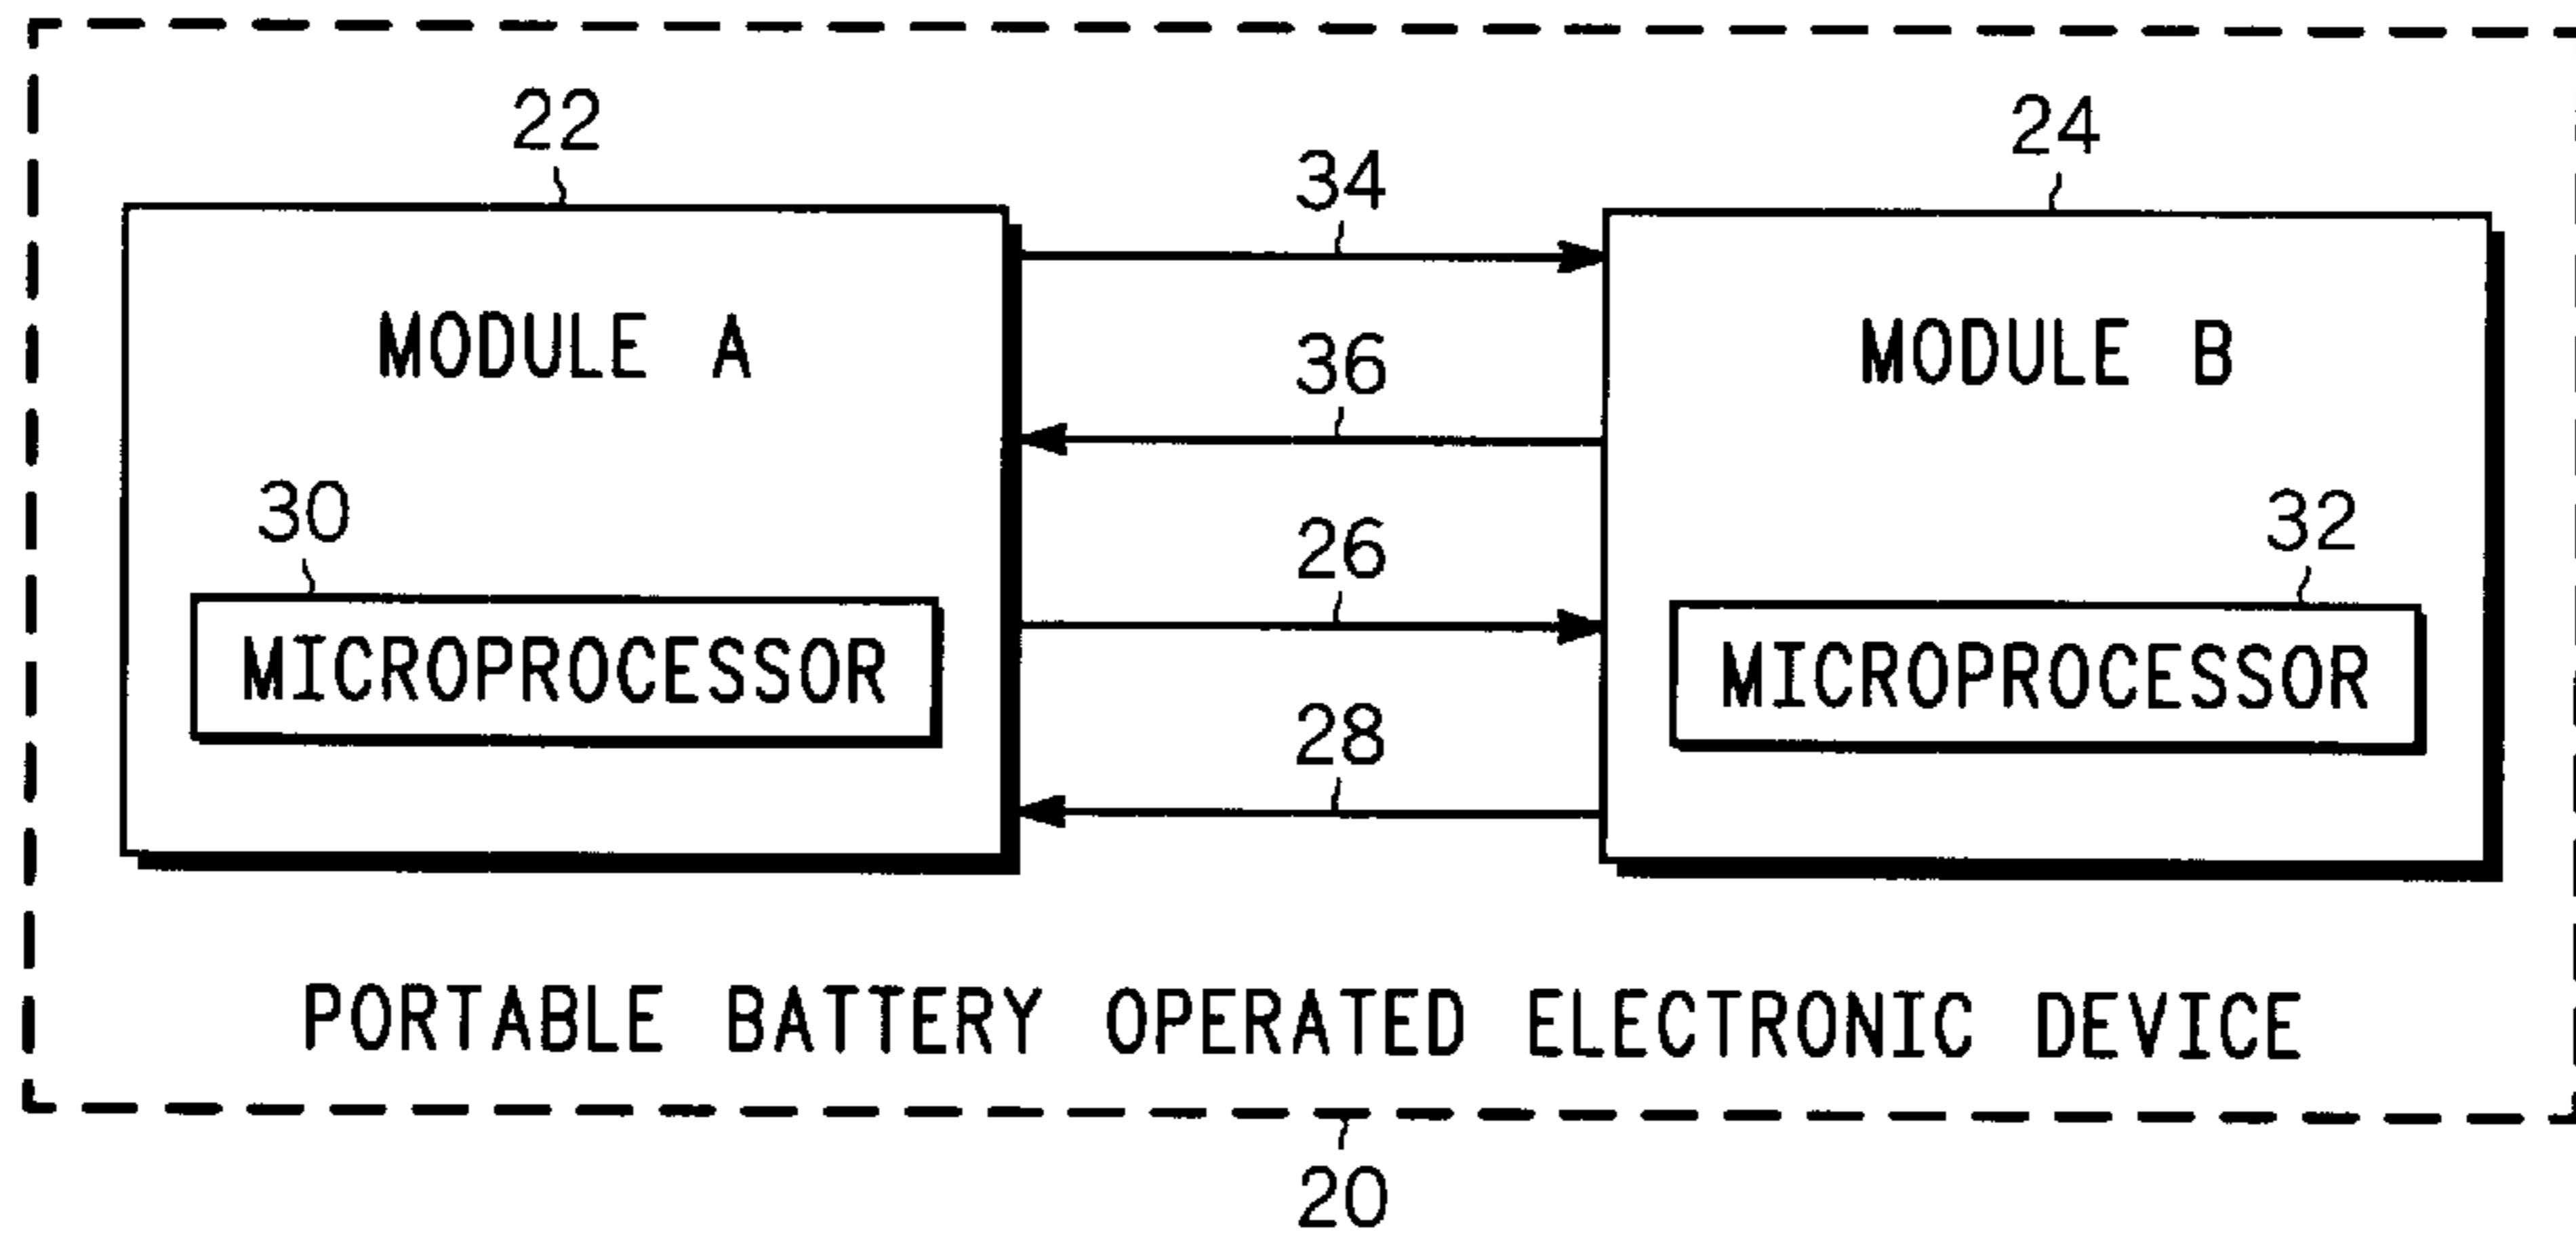 22
24
34
MODULE A
MODULE B
36
30
32
26
MICROPROCESSOR
MICROPROCESSOR
28
PORTABLE BATTERY OPERATED ELECTRONIC DEVICE
20